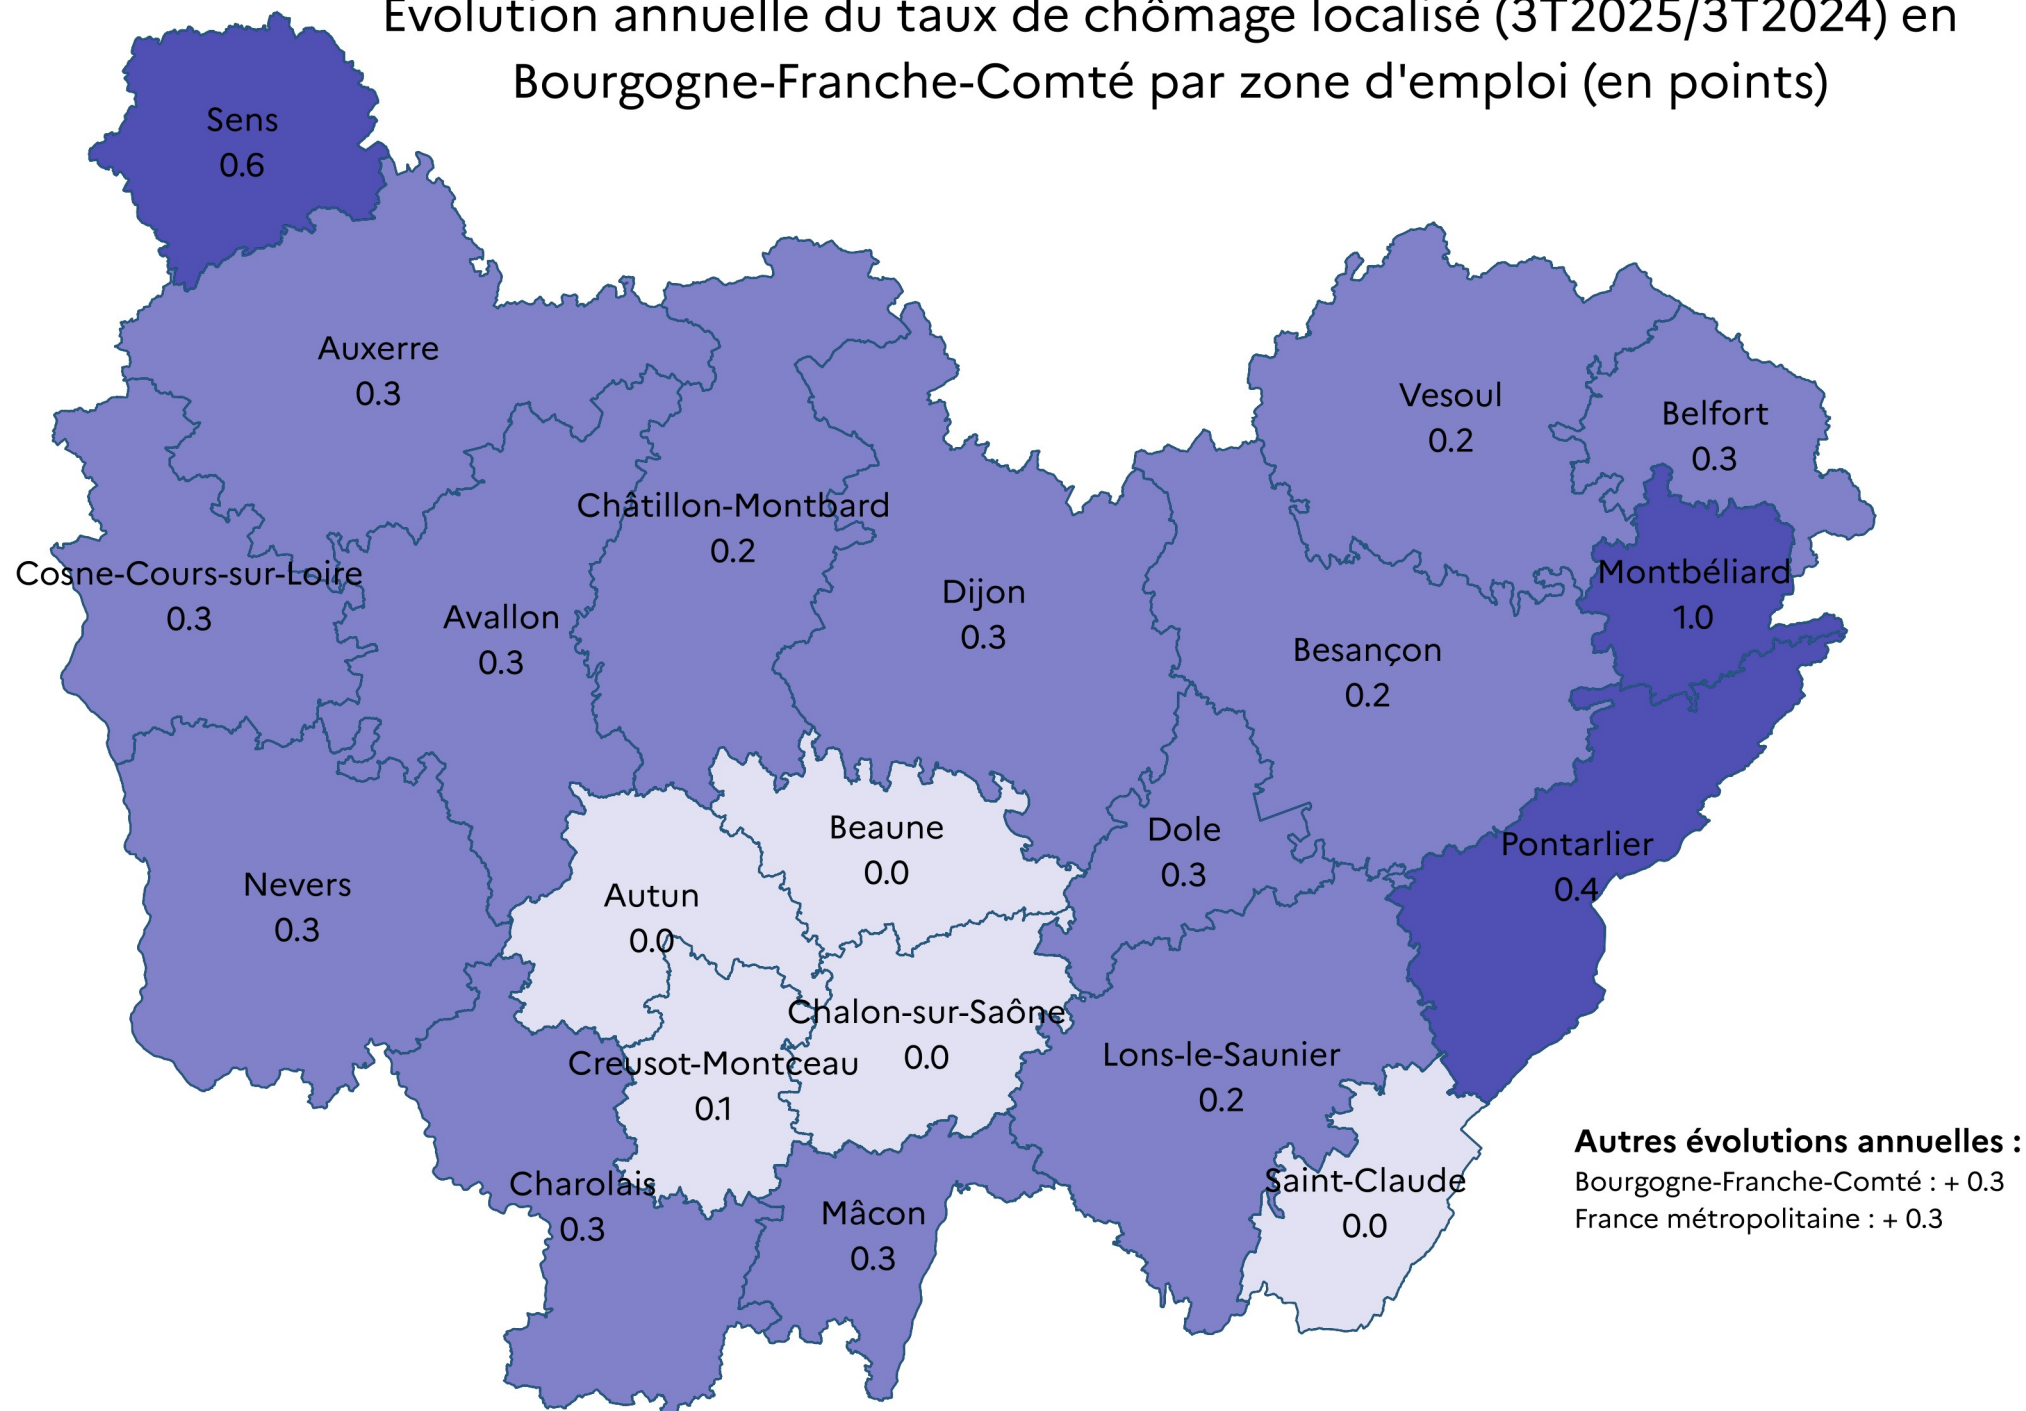 Évolution annuelle du taux de chômage localisé (3T2025/3T2024) en
Bourgogne-Franche-Comté par zone d'emploi (en points)
Sens
0.6
Auxerre
0.3
Vesoul
0.2
Belfort
0.3
Châtillon-Montbard
0.2
Cosne-Cours-sur-Loire
0.3
Montbéliard
1.0
Dijon
0.3
Avallon
0.3
Besançon
0.2
Beaune
0.0
Dole
0.3
Pontarlier
0.4
Nevers
0.3
Autun
0.0
Chalon-sur-Saône
0.0
Creusot-Montceau
0.1
Lons-le-Saunier
0.2
Charolais
0.3
Mâcon
0.3
Saint-Claude
0.0
Autres évolutions annuelles :
Bourgogne-Franche-Comté : + 0.3
France métropolitaine : + 0.3